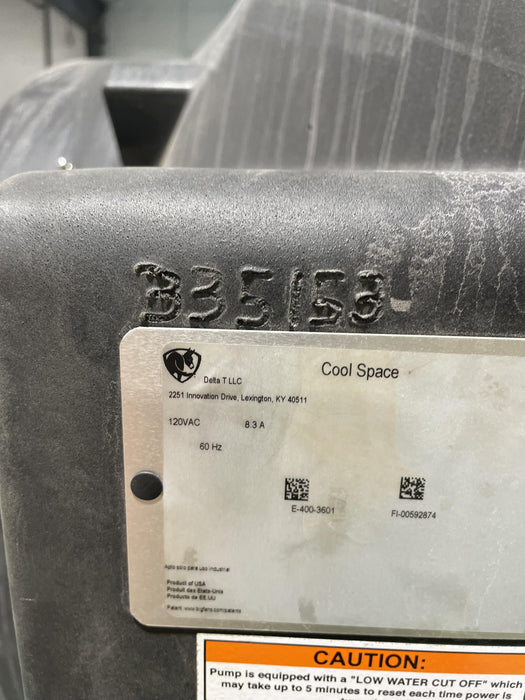 B35153
Delta T LLC
Cool Space
2251 Innovation Drive, Lexington, KY 40511
120VAC 8.3 A
60 Hz
E-400-3601 FI-00592874
Apto solo para uso industrial
Product of USA
Produit des Etats-Unis
Producto de EE.UU
Patent: www.bigfans.com/patents
CAUTION:
Pump is equipped with a "LOW WATER CUT OFF" which
may take up to 5 minutes to reset each time power is